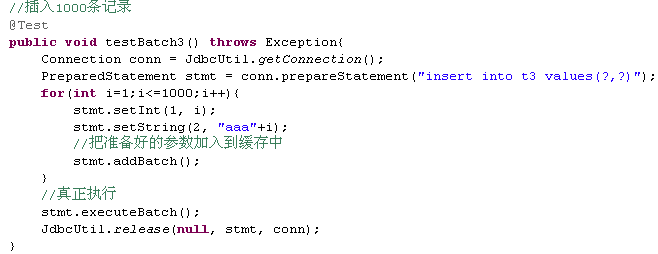 //插入1000条记录
@Test
public void testBatch3() throws Exception{
    Connection conn = JdbcUtil.getConnection();
    PreparedStatement stmt = conn.prepareStatement("insert into t3 values(?,?)");
    for(int i=1;i<=1000;i++){
        stmt.setInt(1, i);
        stmt.setString(2, "aaa"+i);
        //把准备好的参数加入到缓存中
        stmt.addBatch();
    }
    //真正执行
    stmt.executeBatch();
    JdbcUtil.release(null, stmt, conn);
}